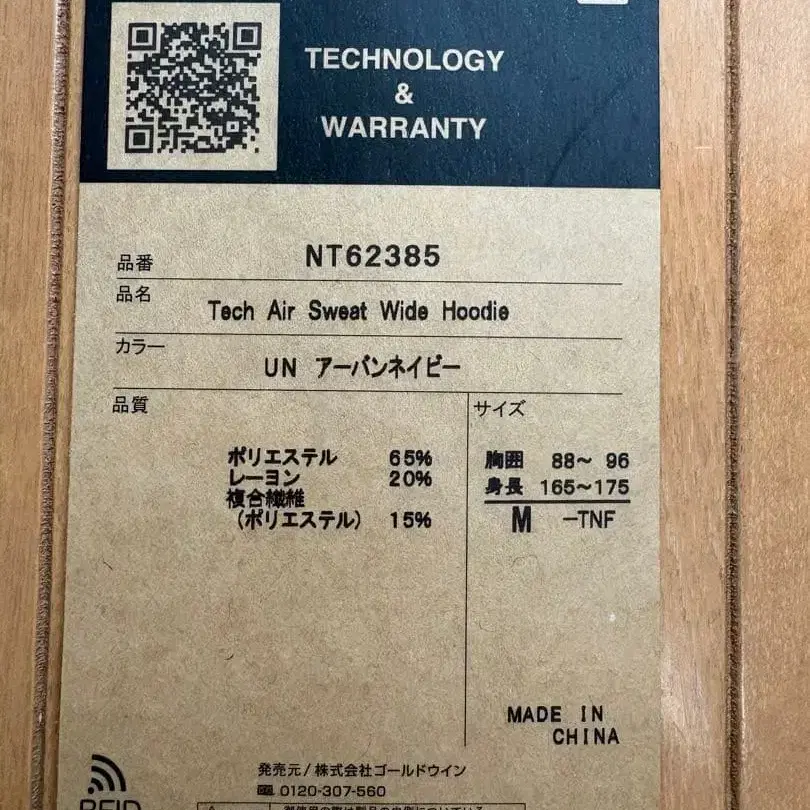 TECHNOLOGY
&
WARRANTY
品番 NT62385
品名 Tech Air Sweat Wide Hoodie
カラー UN アーバンネイビー
品質
ポリエステル 65%
レーヨン 20%
複合繊維
(ポリエステル) 15%
サイズ
胸囲 88～ 96
身長 165～175
M -TNF
MADE IN
CHINA
発売元/株式会社ゴールドウイン
0120-307-560
RFID